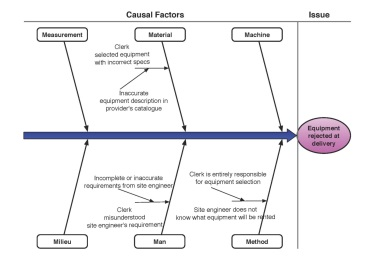 Causal Factors
Issue
Measurement
Material
Machine
Clerk
selected equipment
with incorrect specs
Inaccurate
equipment description in
provider's catalogue
Equipment
rejected at
delivery
Incomplete or inaccurate
requirements from site engineer
Clerk is entirely responsible
for equipment selection
Clerk
misunderstood
site engineer's requirement
Site engineer does not
know what equipment will be rented
Milieu
Man
Method